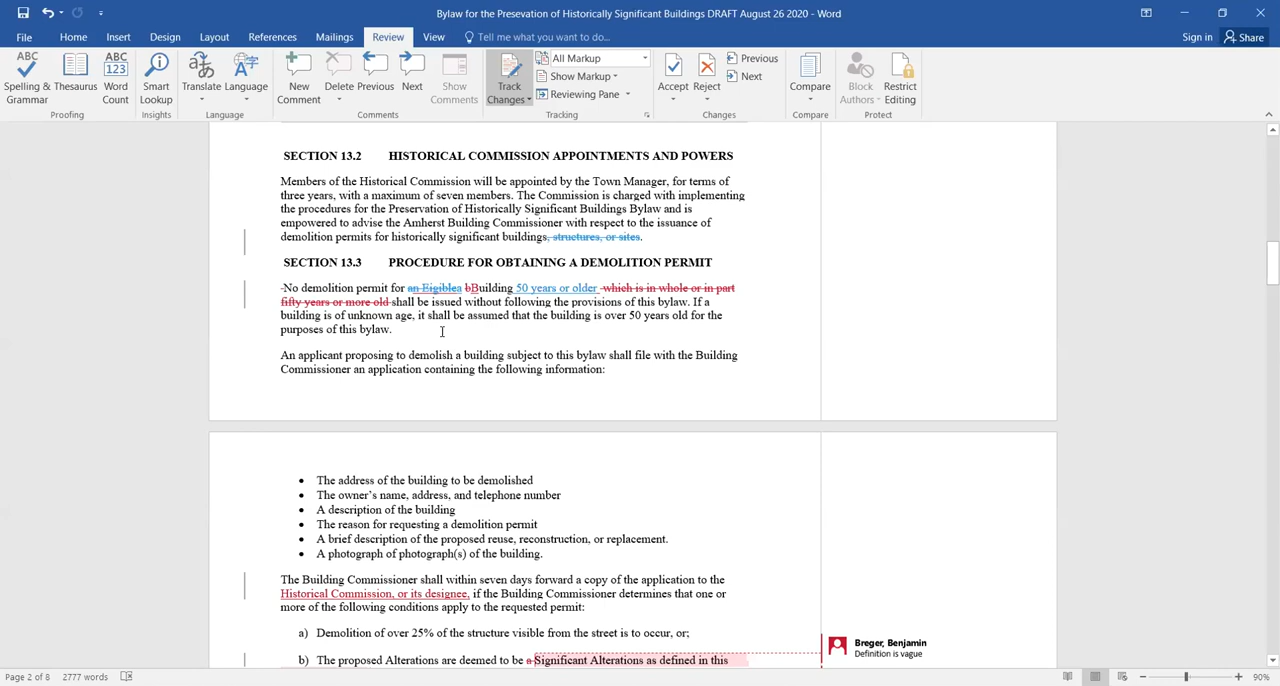 Bylaw for the Presevation of Historically Significant Buildings DRAFT August 26 2020 - Word
File Home Insert Design Layout References Mailings Review View Tell me what you want to do... Sign in Share
ABC Spelling & Grammar
Thesaurus
ABC 123 Word Count
Smart Lookup
Translate
Language
New Comment
Delete
Previous
Next
Show Comments
Track Changes
All Markup
Show Markup
Reviewing Pane
Accept
Reject
Previous
Next
Compare
Block Authors
Restrict Editing
Proofing Insights Language Comments Tracking Changes Compare Protect
SECTION 13.2 HISTORICAL COMMISSION APPOINTMENTS AND POWERS
Members of the Historical Commission will be appointed by the Town Manager, for terms of
three years, with a maximum of seven members. The Commission is charged with implementing
the procedures for the Preservation of Historically Significant Buildings Bylaw and is
empowered to advise the Amherst Building Commissioner with respect to the issuance of
demolition permits for historically significant buildings, structures, or sites.
SECTION 13.3 PROCEDURE FOR OBTAINING A DEMOLITION PERMIT
No demolition permit for an Eigiblea bBuilding 50 years or older which is in whole or in part
fifty years or more old shall be issued without following the provisions of this bylaw. If a
building is of unknown age, it shall be assumed that the building is over 50 years old for the
purposes of this bylaw.
An applicant proposing to demolish a building subject to this bylaw shall file with the Building
Commissioner an application containing the following information:
• The address of the building to be demolished
• The owner's name, address, and telephone number
• A description of the building
• The reason for requesting a demolition permit
• A brief description of the proposed reuse, reconstruction, or replacement.
• A photograph of photograph(s) of the building.
The Building Commissioner shall within seven days forward a copy of the application to the
Historical Commission, or its designee, if the Building Commissioner determines that one or
more of the following conditions apply to the requested permit:
a) Demolition of over 25% of the structure visible from the street is to occur, or;
b) The proposed Alterations are deemed to be a Significant Alterations as defined in this
Breger, Benjamin
Definition is vague
Page 2 of 8 2777 words 90%